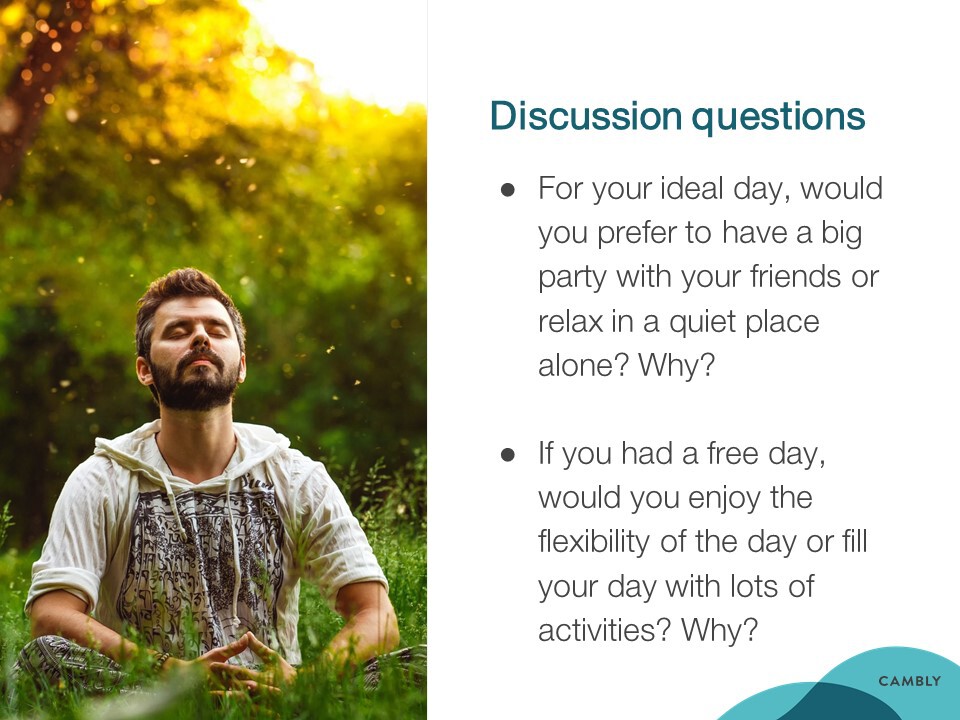 Discussion questions
● For your ideal day, would
you prefer to have a big
party with your friends or
relax in a quiet place
alone? Why?
● If you had a free day,
would you enjoy the
flexibility of the day or fill
your day with lots of
activities? Why?
CAMBLY